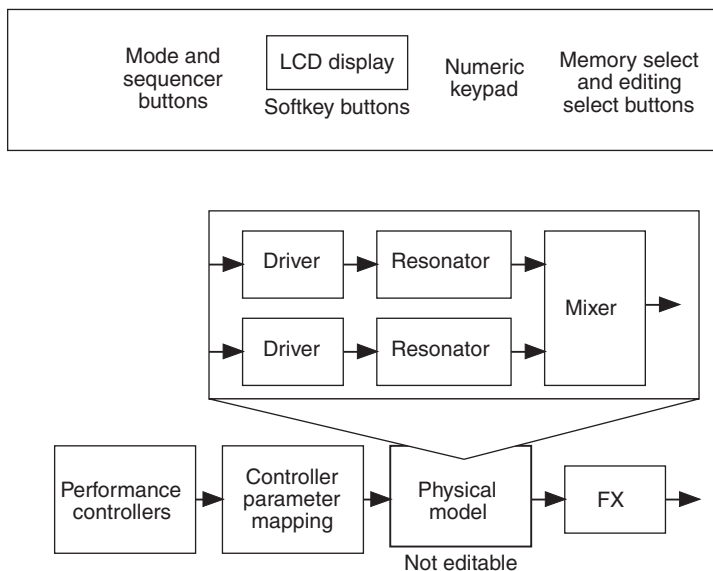 Mode and
sequencer
buttons
LCD display
Softkey buttons
Numeric
keypad
Memory select
and editing
select buttons
Driver
Resonator
Mixer
Driver
Resonator
Performance
controllers
Controller
parameter
mapping
Physical
model
FX
Not editable